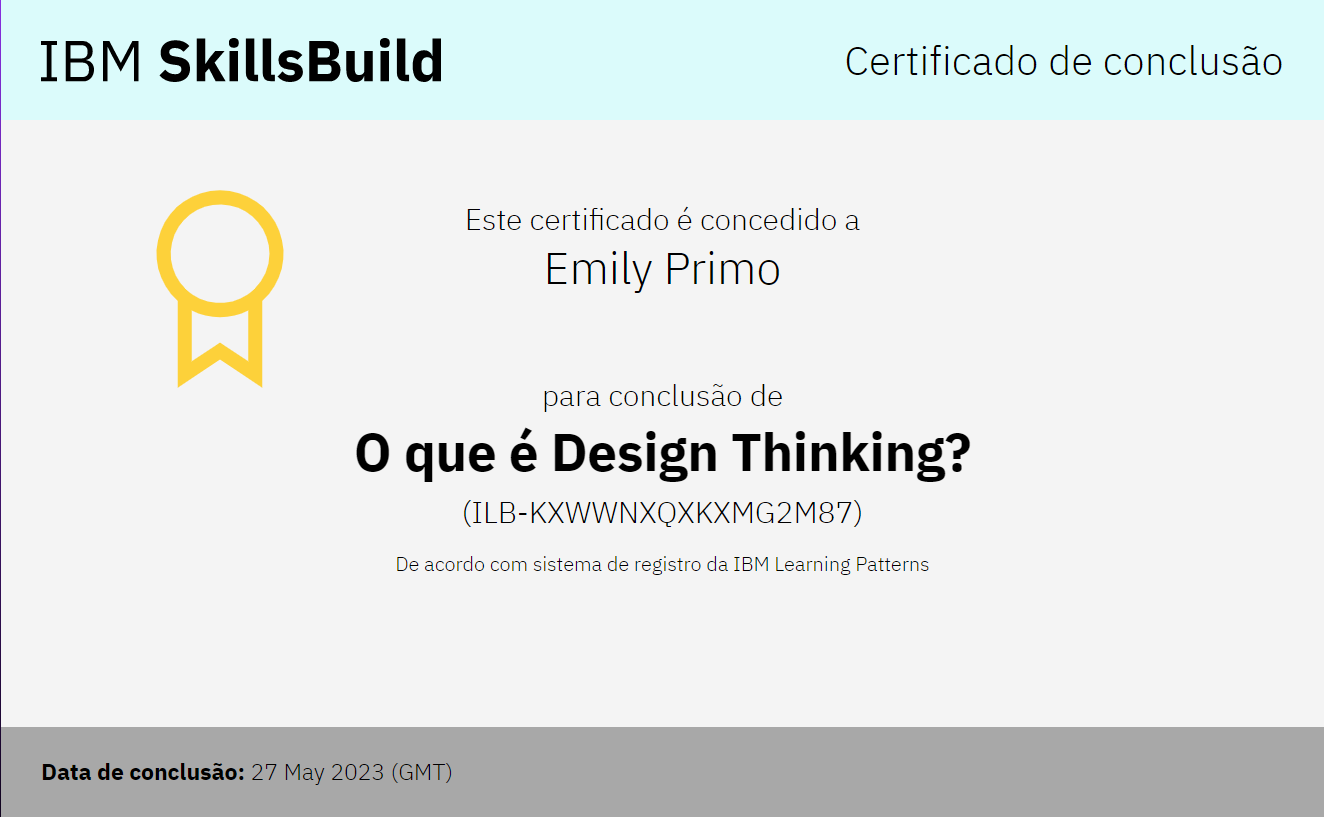 IBM SkillsBuild
Certificado de conclusão
Este certificado é concedido a
Emily Primo
para conclusão de
O que é Design Thinking?
(ILB-KXWWNXQXKXMG2M87)
De acordo com sistema de registro da IBM Learning Patterns
Data de conclusão: 27 May 2023 (GMT)